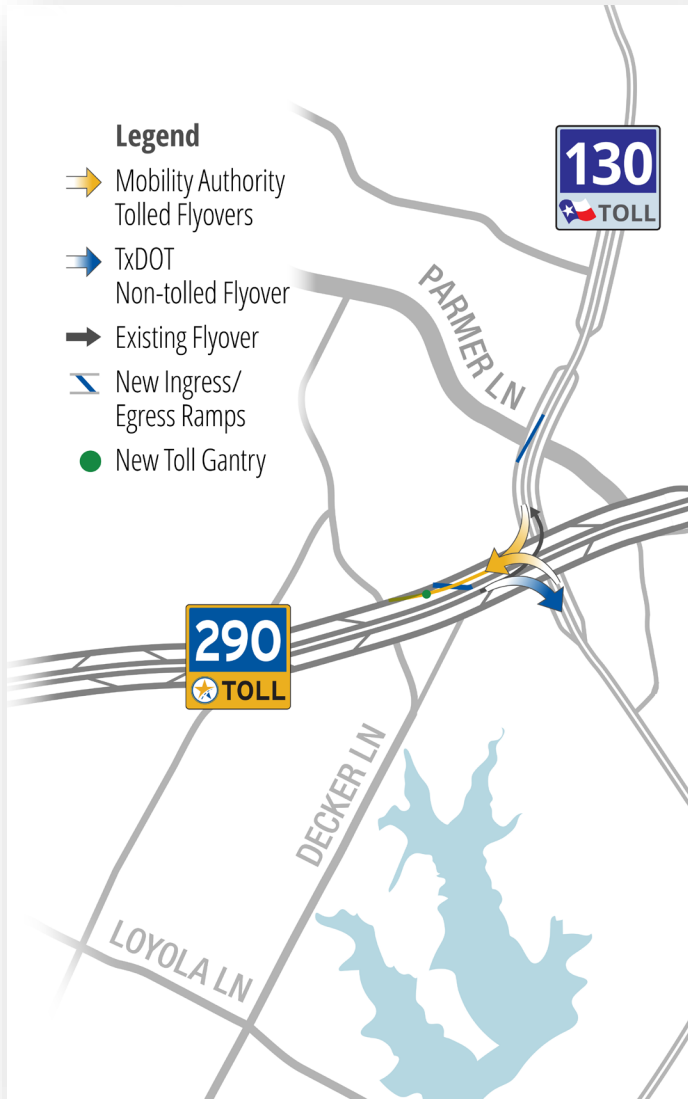 Legend
Mobility Authority
Tolled Flyovers
TxDOT
Non-tolled Flyover
Existing Flyover
New Ingress/
Egress Ramps
New Toll Gantry
130
TOLL
PARMER LN
290
TOLL
DECKER LN
LOYOLA LN